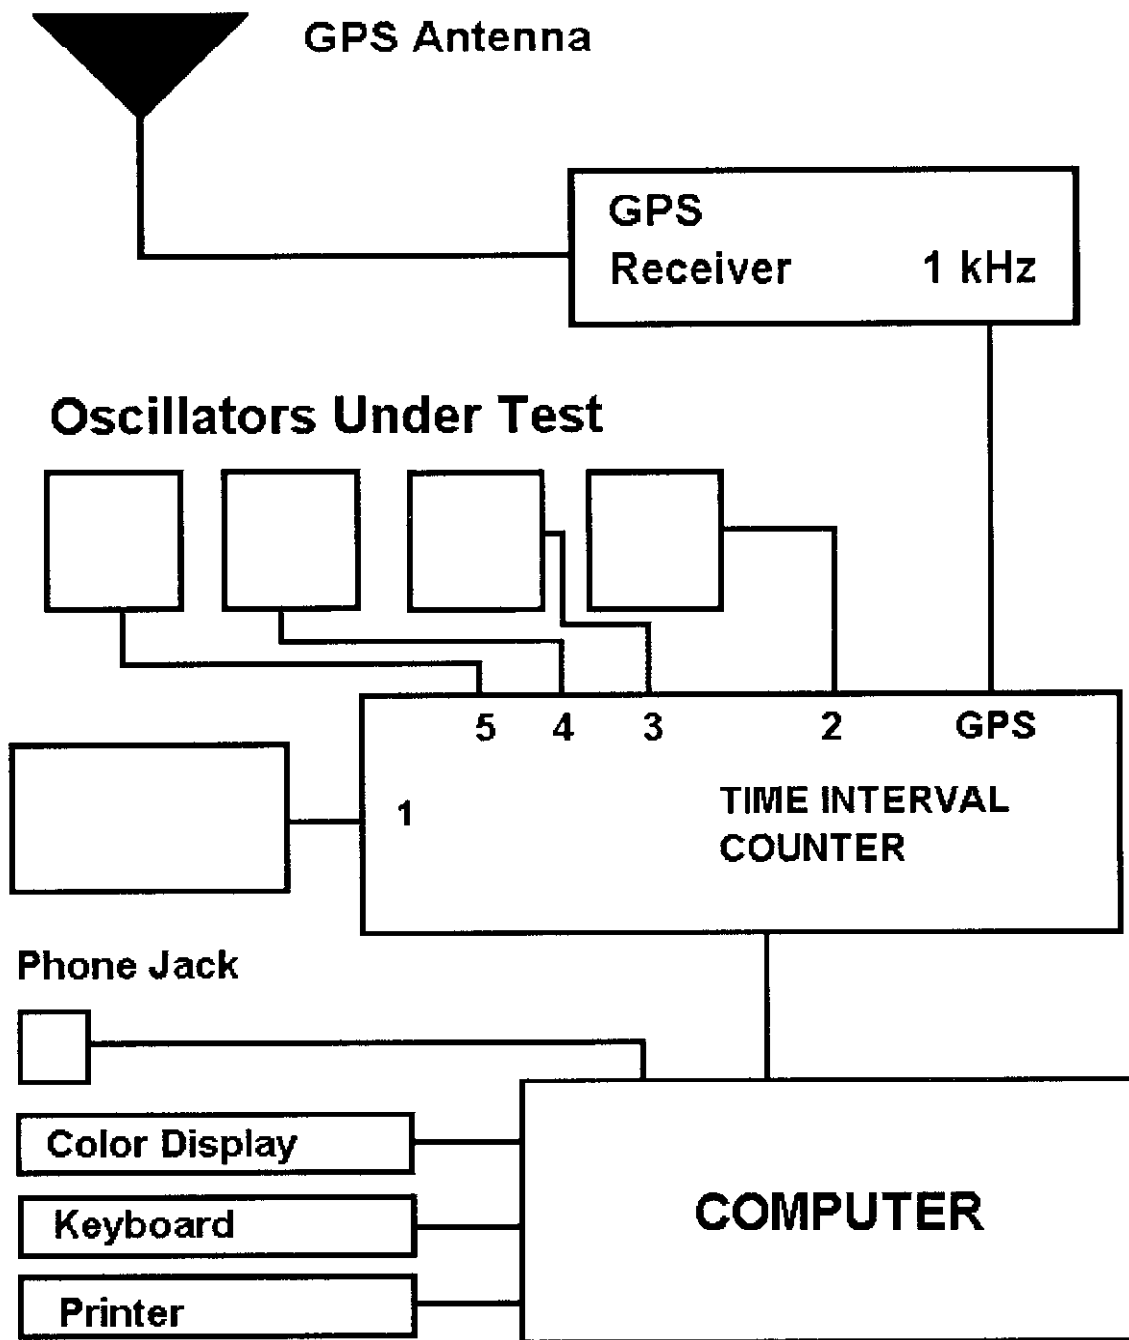 GPS Antenna
GPS
Receiver 1 kHz
Oscillators Under Test
5 4 3 2 GPS
1
TIME INTERVAL
COUNTER
Phone Jack
Color Display
Keyboard
Printer
COMPUTER